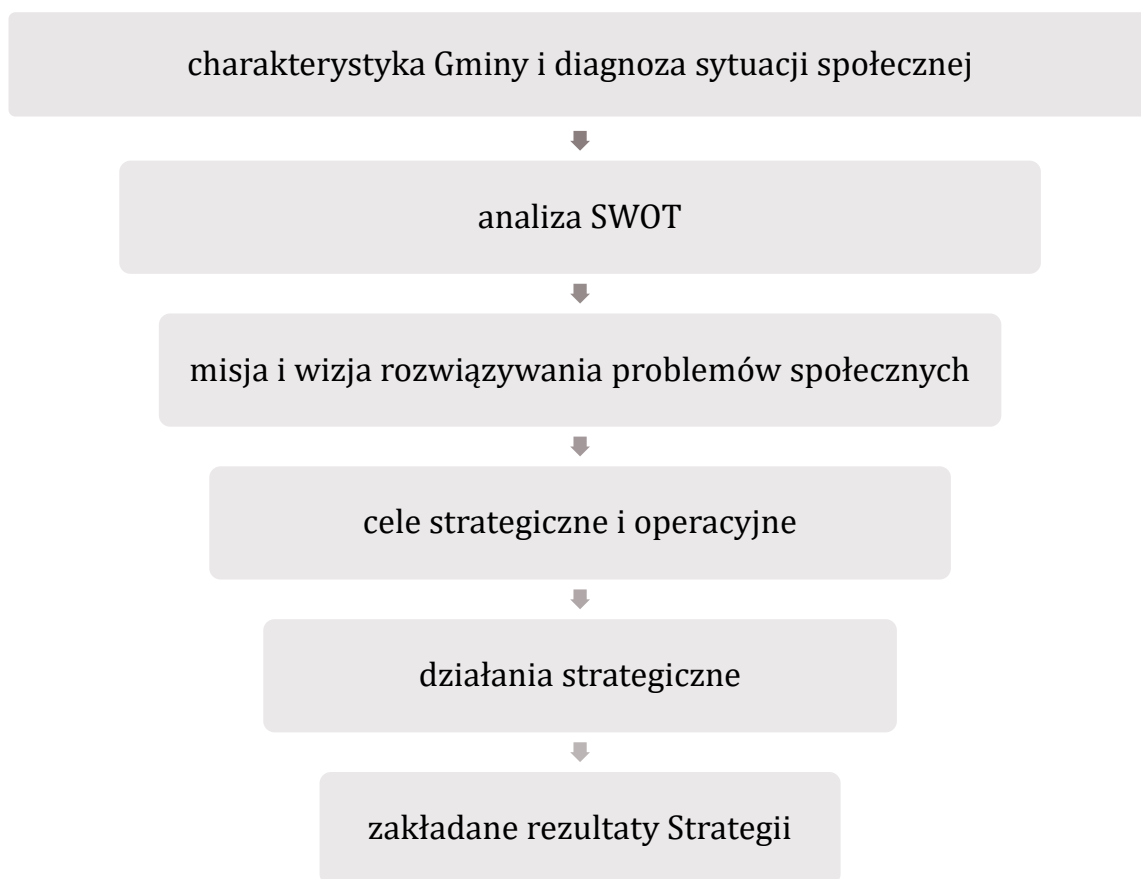 charakterystyka Gminy i diagnoza sytuacji społecznej
analiza SWOT
misja i wizja rozwiązywania problemów społecznych
cele strategiczne i operacyjne
działania strategiczne
zakładane rezultaty Strategii